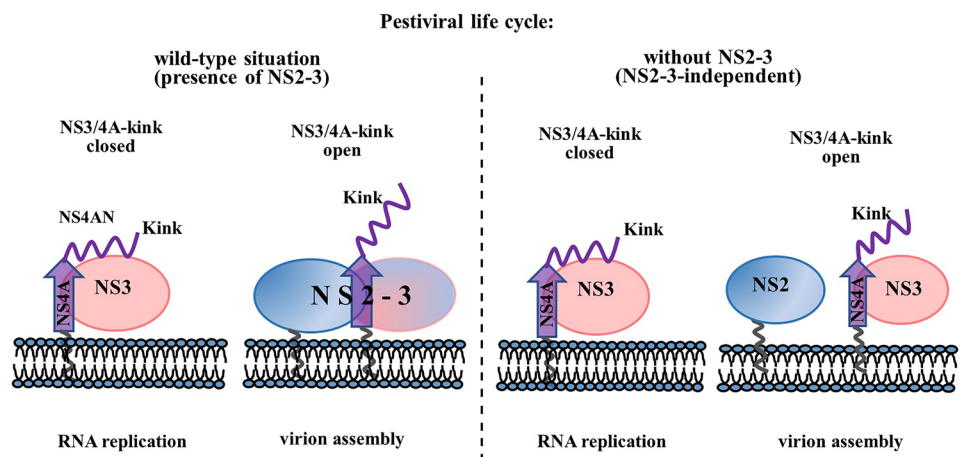 Pestiviral life cycle:
wild-type situation
(presence of NS2-3)
NS3/4A-kink
closed
NS3/4A-kink
open
NS4AN
Kink
Kink
NS4A
NS3
NS2-3
RNA replication
virion assembly
without NS2-3
(NS2-3-independent)
NS3/4A-kink
closed
NS3/4A-kink
open
Kink
Kink
NS4A
NS3
NS2
NS4A
NS3
RNA replication
virion assembly